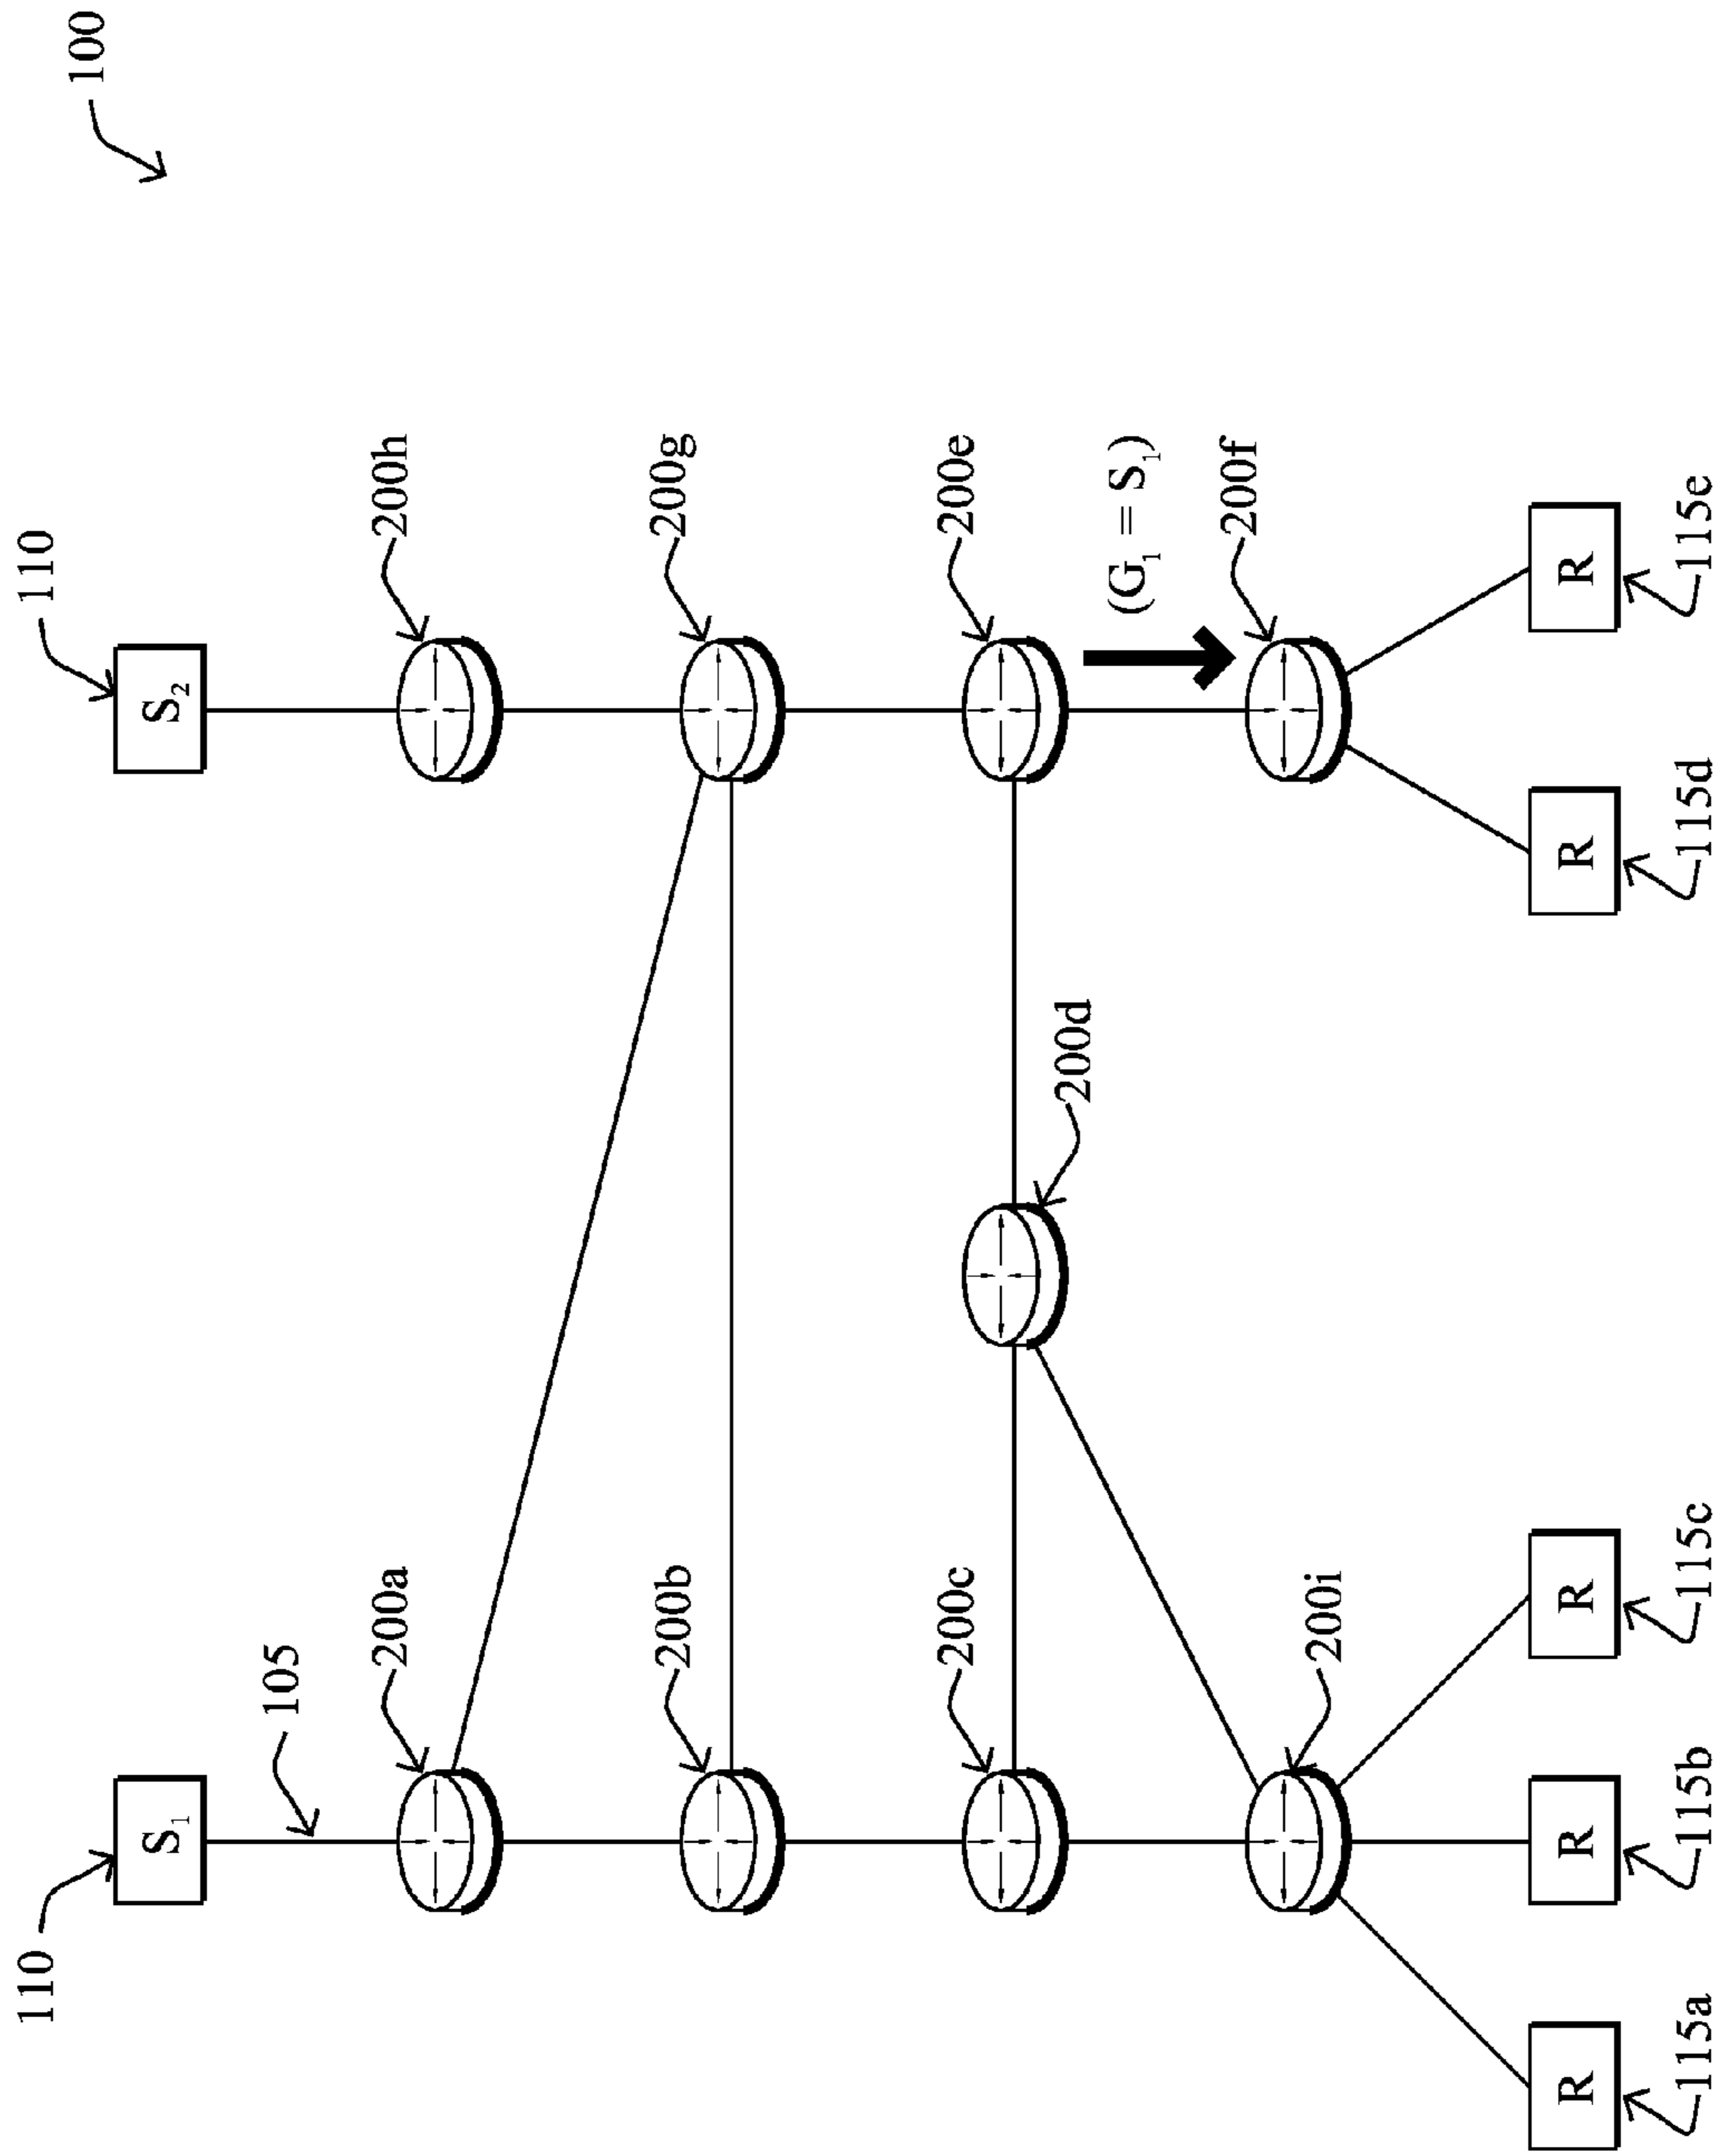 100
110
110
S₁
S₂
105
200a
200h
200b
200g
200c
200d
200e
(G₁ = S₁)
200i
200f
R
R
R
R
R
115a
115b
115c
115d
115e